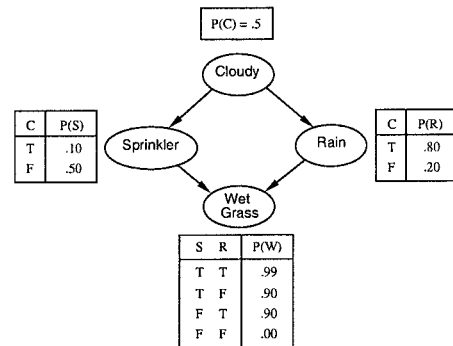 P(C) = .5
Cloudy
C P(S)
T .10
F .50
Sprinkler
Rain
C P(R)
T .80
F .20
Wet
Grass
S R P(W)
T T .99
T F .90
F T .90
F F .00